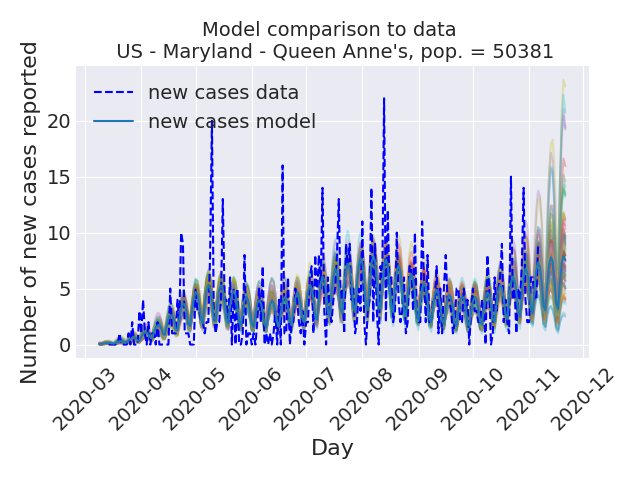 Model comparison to data
US - Maryland - Queen Anne's, pop. = 50381
Number of new cases reported
new cases data
new cases model
20
15
10
5
0
2020-03
2020-04
2020-05
2020-06
2020-07
2020-08
2020-09
2020-10
2020-11
2020-12
Day